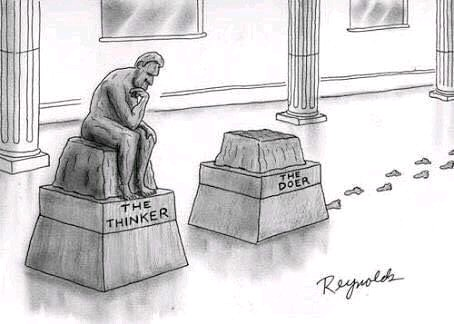 THE
THINKER
THE
DOER
Reynolds